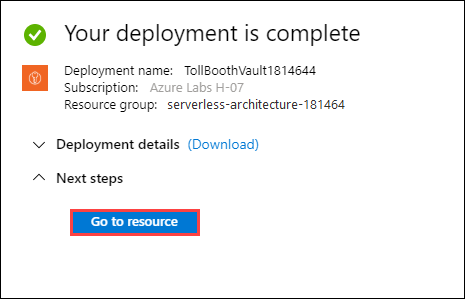 Your deployment is complete
Deployment name: TollBoothVault1814644
Subscription: Azure Labs H-07
Resource group: serverless-architecture-181464
Deployment details (Download)
Next steps
Go to resource